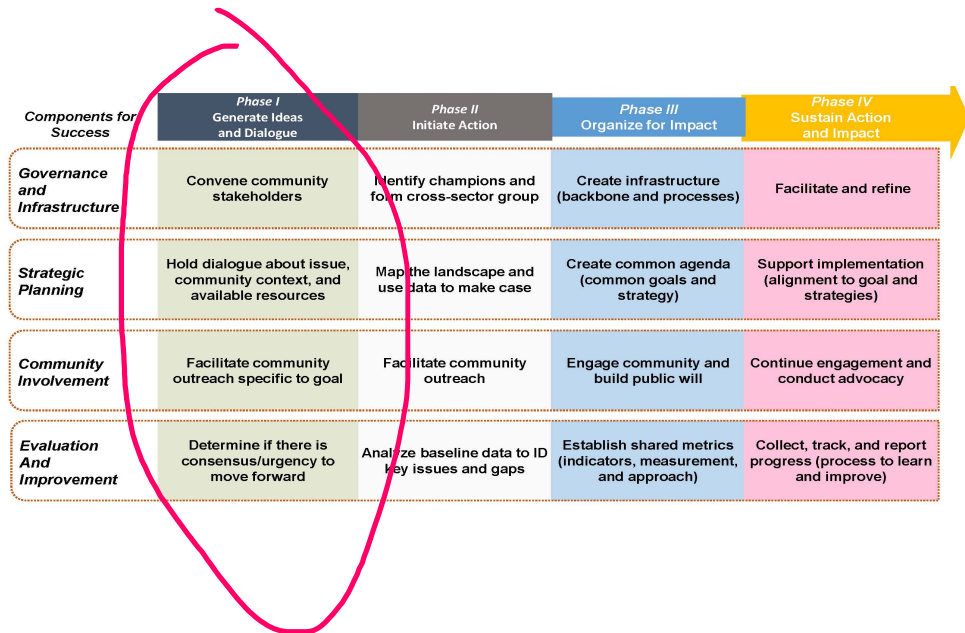 Components for
Success
Phase I
Generate Ideas
and Dialogue
Phase II
Initiate Action
Phase III
Organize for Impact
Phase IV
Sustain Action
and Impact
Governance
and
Infrastructure
Convene community
stakeholders
Identify champions and
form cross-sector group
Create infrastructure
(backbone and processes)
Facilitate and refine
Strategic
Planning
Hold dialogue about issue,
community context, and
available resources
Map the landscape and
use data to make case
Create common agenda
(common goals and
strategy)
Support implementation
(alignment to goal and
strategies)
Community
Involvement
Facilitate community
outreach specific to goal
Facilitate community
outreach
Engage community and
build public will
Continue engagement and
conduct advocacy
Evaluation
And
Improvement
Determine if there is
consensus/urgency to
move forward
Analyze baseline data to ID
key issues and gaps
Establish shared metrics
(indicators, measurement,
and approach)
Collect, track, and report
progress (process to learn
and improve)